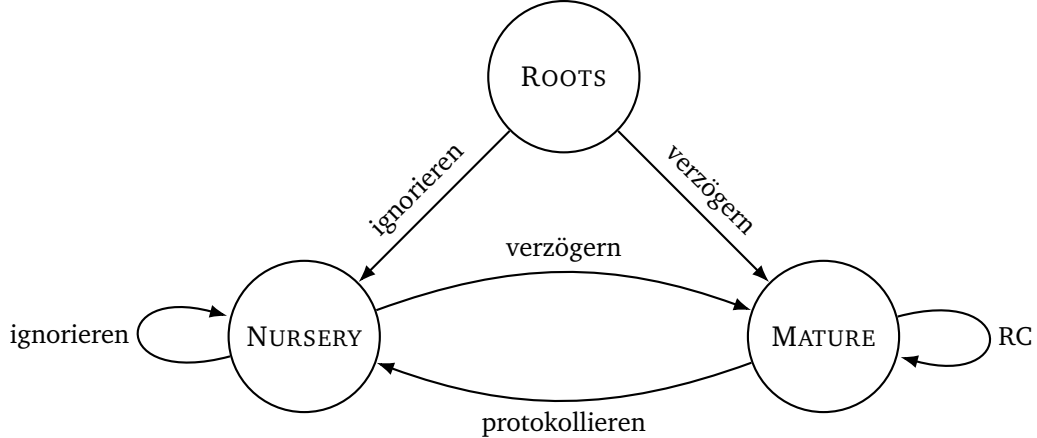 ROOTS
ignorieren
verzögern
verzögern
ignorieren
NURSERY
MATURE
RC
protokollieren